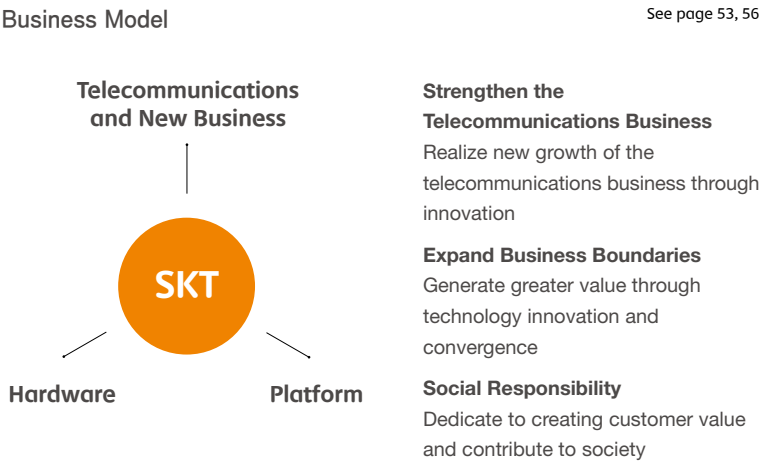 Business Model
See page 53, 56
Telecommunications
and New Business
SKT
Hardware
Platform
Strengthen the
Telecommunications Business
Realize new growth of the
telecommunications business through
innovation
Expand Business Boundaries
Generate greater value through
technology innovation and
convergence
Social Responsibility
Dedicate to creating customer value
and contribute to society